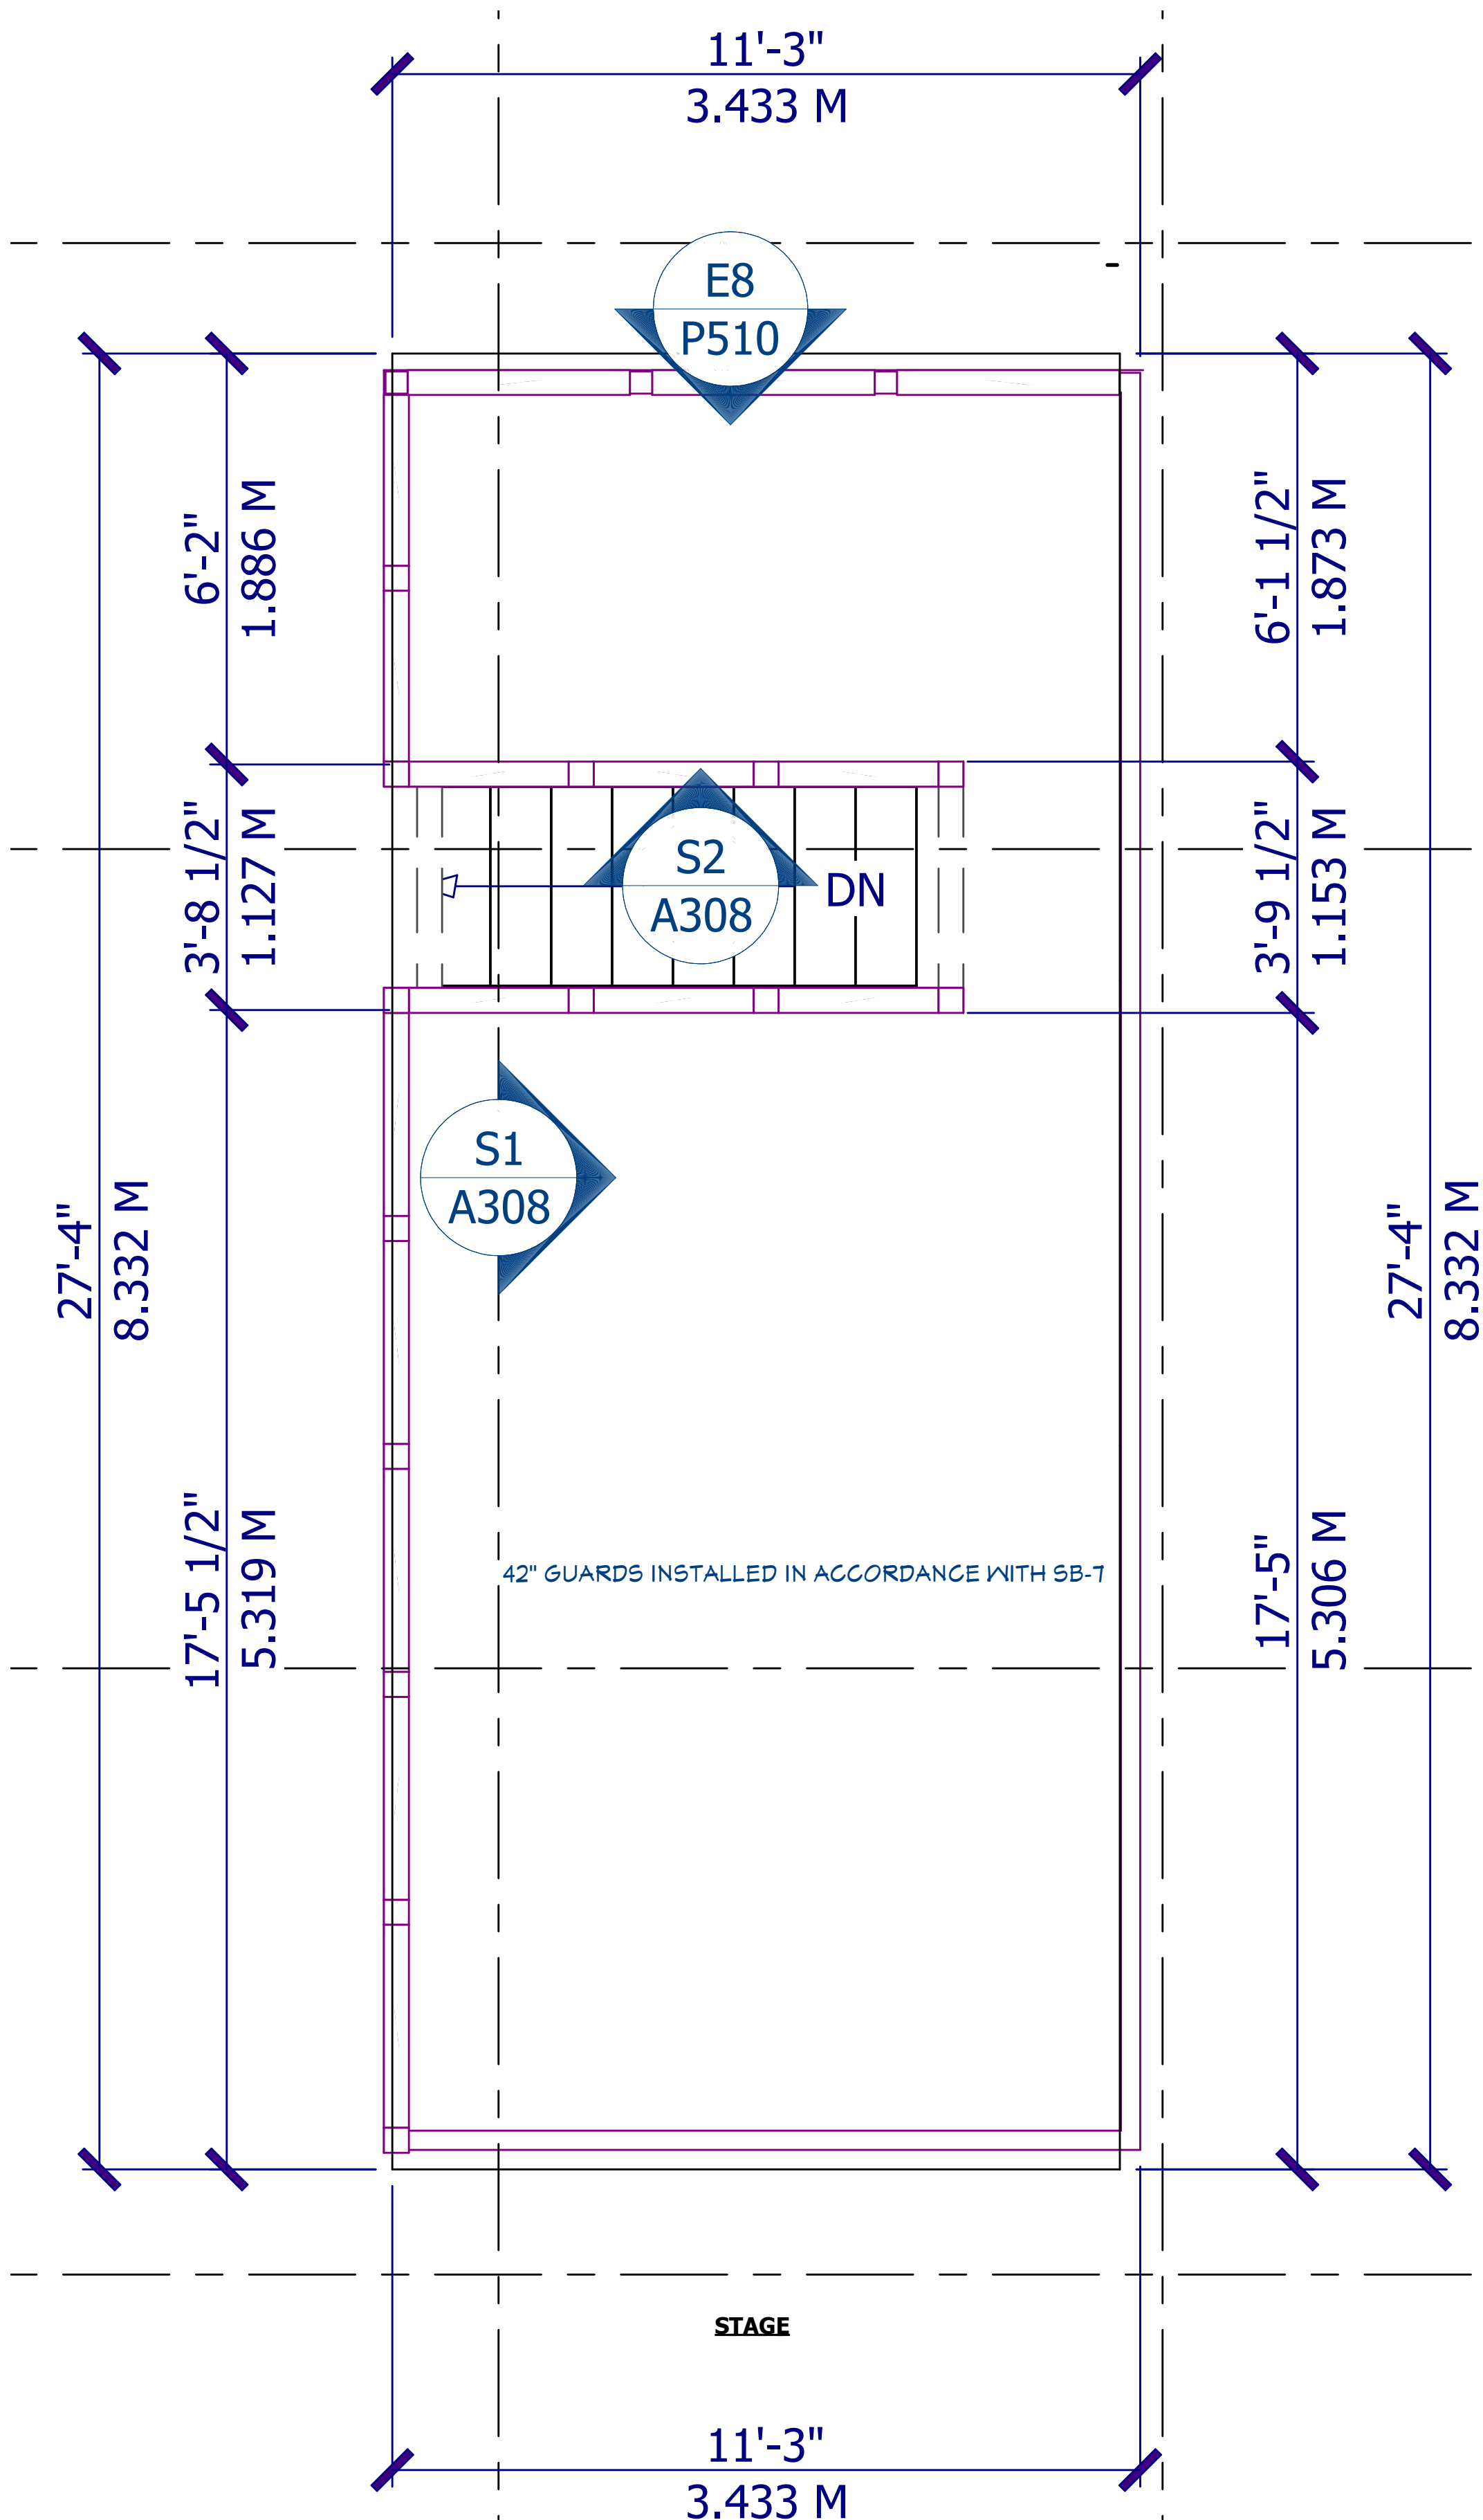 11'-3"
3.433 M
E8
P510
6'-2"
1.886 M
6'-1 1/2"
1.873 M
3'-8 1/2"
1.127 M
S2
A308
DN
3'-9 1/2"
1.153 M
S1
A308
27'-4"
8.332 M
27'-4"
8.332 M
17'-5 1/2"
5.319 M
42" GUARDS INSTALLED IN ACCORDANCE WITH SB-7
17'-5"
5.306 M
STAGE
11'-3"
3.433 M